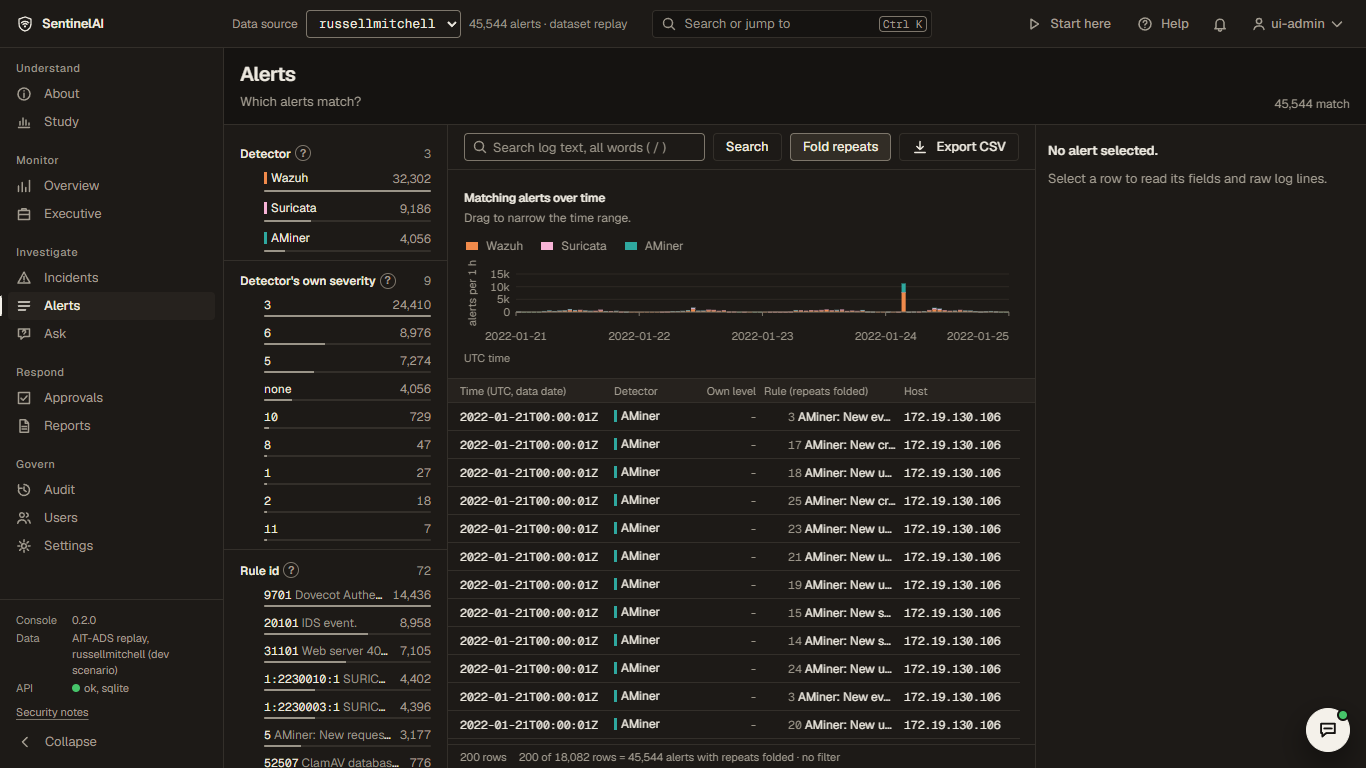 SentinelAI
Data source russellmitchell 45,544 alerts · dataset replay
Search or jump to Ctrl K
Start here Help ui-admin
Understand
About
Study
Monitor
Overview
Executive
Investigate
Incidents
Alerts
Ask
Respond
Approvals
Reports
Govern
Audit
Users
Settings
Console 0.2.0
Data AIT-ADS replay,
russellmitchell (dev
scenario)
API ok, sqlite
Security notes
Collapse
Alerts
Which alerts match?
45,544 match
Detector ? 3
Wazuh 32,302
Suricata 9,186
AMiner 4,056
Detector's own severity ? 9
3 24,410
6 8,976
5 7,274
none 4,056
10 729
8 47
1 27
2 18
11 7
Rule id ? 72
9701 Dovecot Authe... 14,436
20101 IDS event. 8,958
31101 Web server 40... 7,105
1:2230010:1 SURIC... 4,402
1:2230003:1 SURIC... 4,396
5 AMiner: New reques... 3,177
52507 ClamAV databas... 776
Search log text, all words ( / )
Search
Fold repeats
Export CSV
Matching alerts over time
Drag to narrow the time range.
Wazuh Suricata AMiner
alerts per 1 h
15k
10k
5k
0
2022-01-21 2022-01-22 2022-01-23 2022-01-24 2022-01-25
UTC time
Time (UTC, data date) Detector Own level Rule (repeats folded) Host
2022-01-21T00:00:01Z AMiner - 3 AMiner: New ev... 172.19.130.106
2022-01-21T00:00:01Z AMiner - 17 AMiner: New cr... 172.19.130.106
2022-01-21T00:00:01Z AMiner - 18 AMiner: New u... 172.19.130.106
2022-01-21T00:00:01Z AMiner - 25 AMiner: New cr... 172.19.130.106
2022-01-21T00:00:01Z AMiner - 23 AMiner: New u... 172.19.130.106
2022-01-21T00:00:01Z AMiner - 21 AMiner: New u... 172.19.130.106
2022-01-21T00:00:01Z AMiner - 19 AMiner: New u... 172.19.130.106
2022-01-21T00:00:01Z AMiner - 15 AMiner: New s... 172.19.130.106
2022-01-21T00:00:01Z AMiner - 14 AMiner: New s... 172.19.130.106
2022-01-21T00:00:01Z AMiner - 24 AMiner: New u... 172.19.130.106
2022-01-21T00:00:01Z AMiner - 3 AMiner: New ev... 172.19.130.106
2022-01-21T00:00:01Z AMiner - 20 AMiner: New u... 172.19.130.106
200 rows 200 of 18,082 rows = 45,544 alerts with repeats folded · no filter
No alert selected.
Select a row to read its fields and raw log lines.